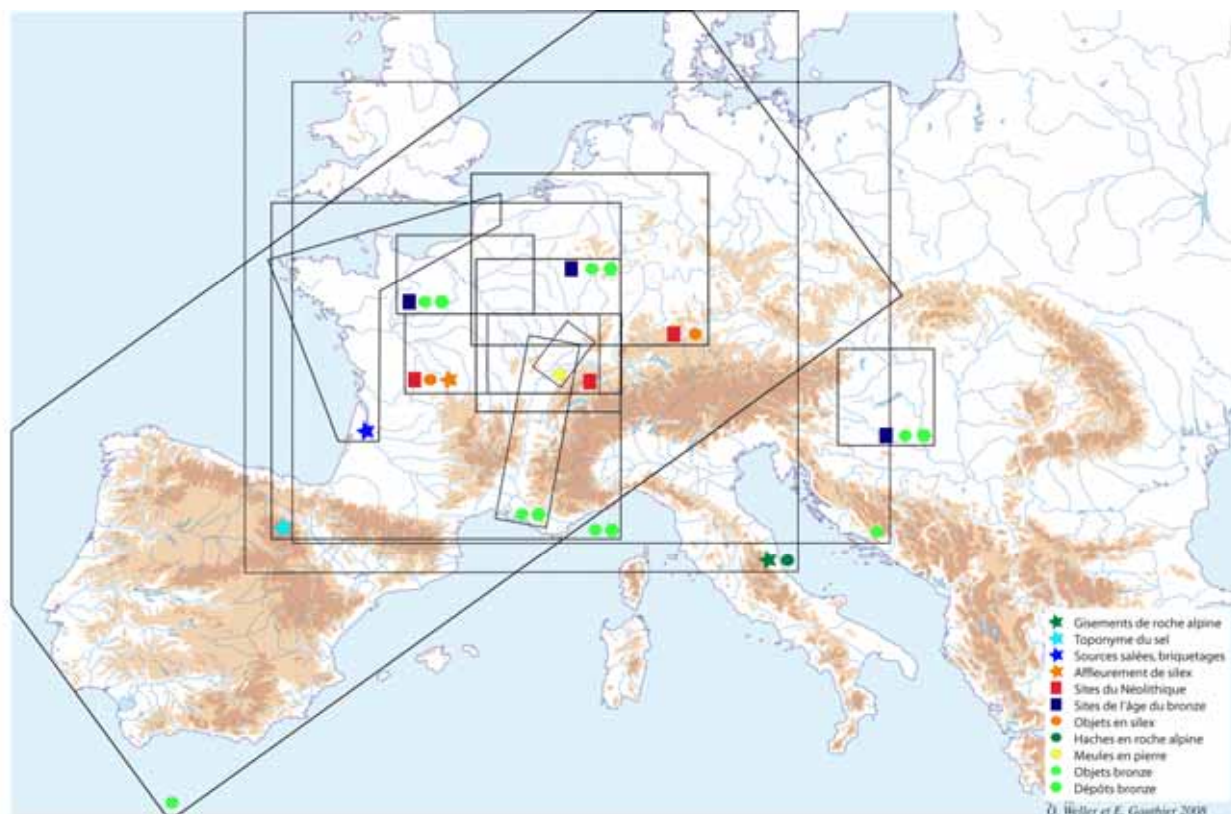 Gisements de roche alpine
Toponyme du sel
Sources salées, briquetages
Affleurement de silex
Sites du Néolithique
Sites de l'âge du bronze
Objets en silex
Haches en roche alpine
Meules en pierre
Objets bronze
Dépôts bronze
Weller et E. Gauthier 2008